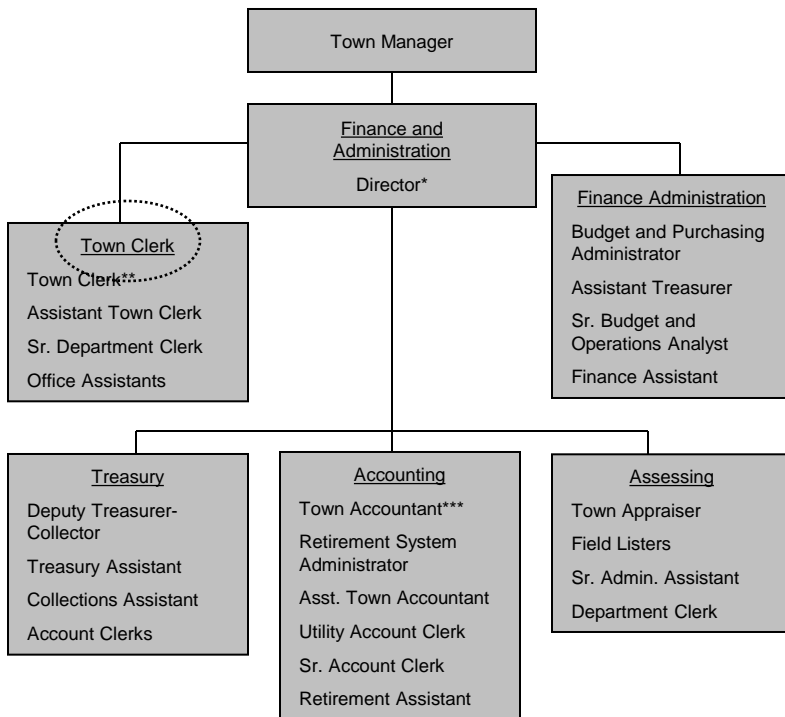 Town Manager
Finance and
Administration
Director*
Town Clerk
Town Clerk**
Assistant Town Clerk
Sr. Department Clerk
Office Assistants
Finance Administration
Budget and Purchasing
Administrator
Assistant Treasurer
Sr. Budget and
Operations Analyst
Finance Assistant
Treasury
Deputy Treasurer-
Collector
Treasury Assistant
Collections Assistant
Account Clerks
Accounting
Town Accountant***
Retirement System
Administrator
Asst. Town Accountant
Utility Account Clerk
Sr. Account Clerk
Retirement Assistant
Assessing
Town Appraiser
Field Listers
Sr. Admin. Assistant
Department Clerk